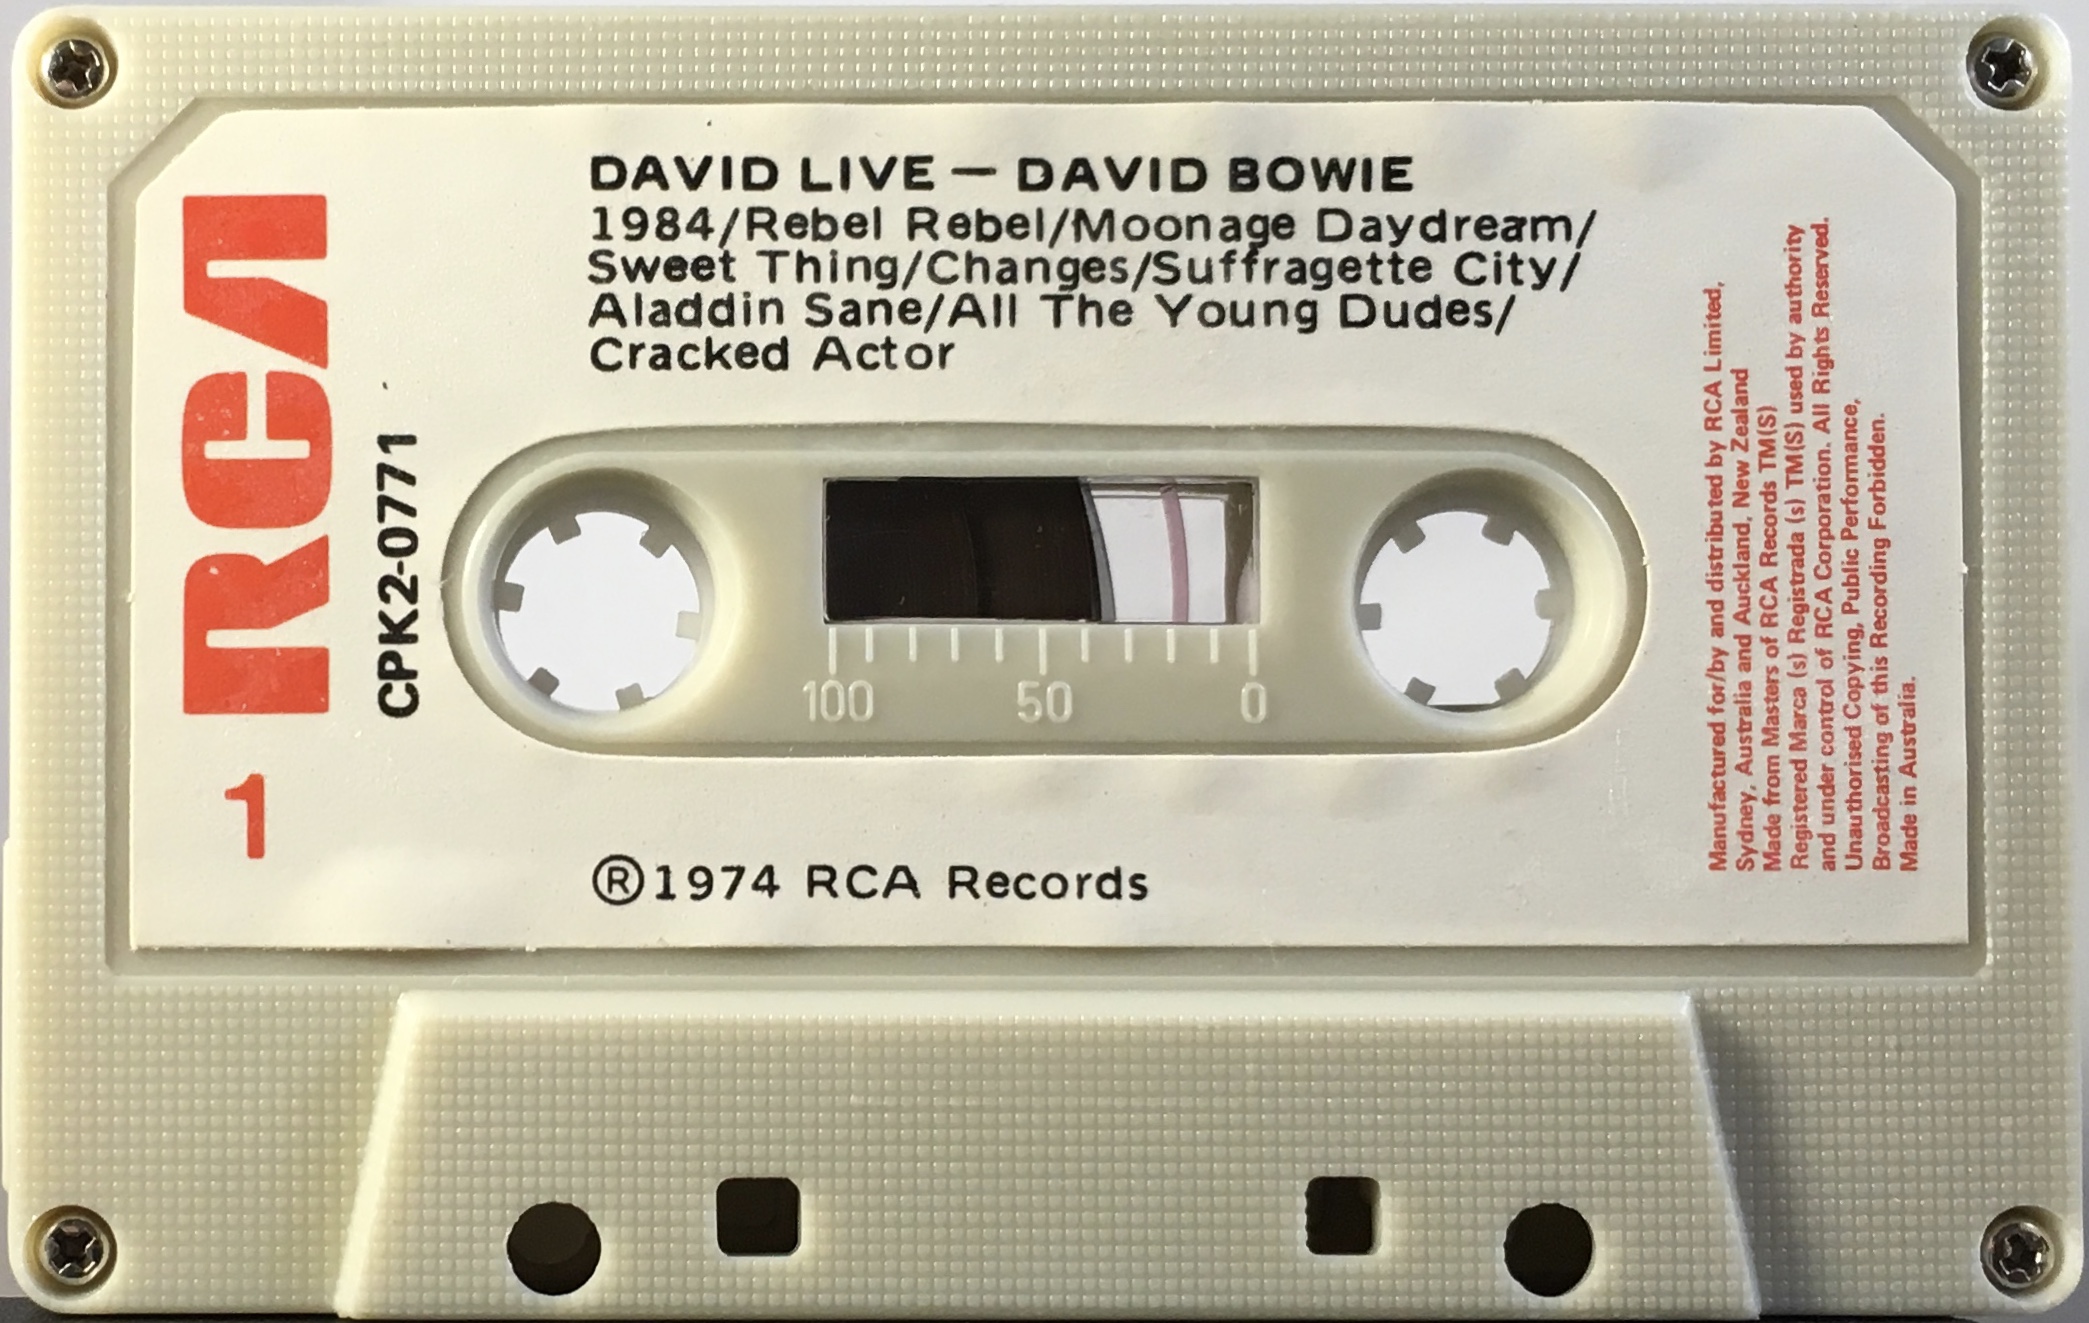 DAVID LIVE — DAVID BOWIE
1984/Rebel Rebel/Moonage Daydream/
Sweet Thing/Changes/Suffragette City/
Aladdin Sane/All The Young Dudes/
Cracked Actor
RCA
1
CPK2-0771
100 50 0
Ⓡ1974 RCA Records
Manufactured for/by and distributed by RCA Limited,
Sydney, Australia and Auckland, New Zealand
Made from Masters of RCA Records TM(S)
Registered Marca (s) Registrada (s) TM(S) used by authority
and under control of RCA Corporation. All Rights Reserved.
Unauthorised Copying, Public Performance,
Broadcasting of this Recording Forbidden.
Made in Australia.